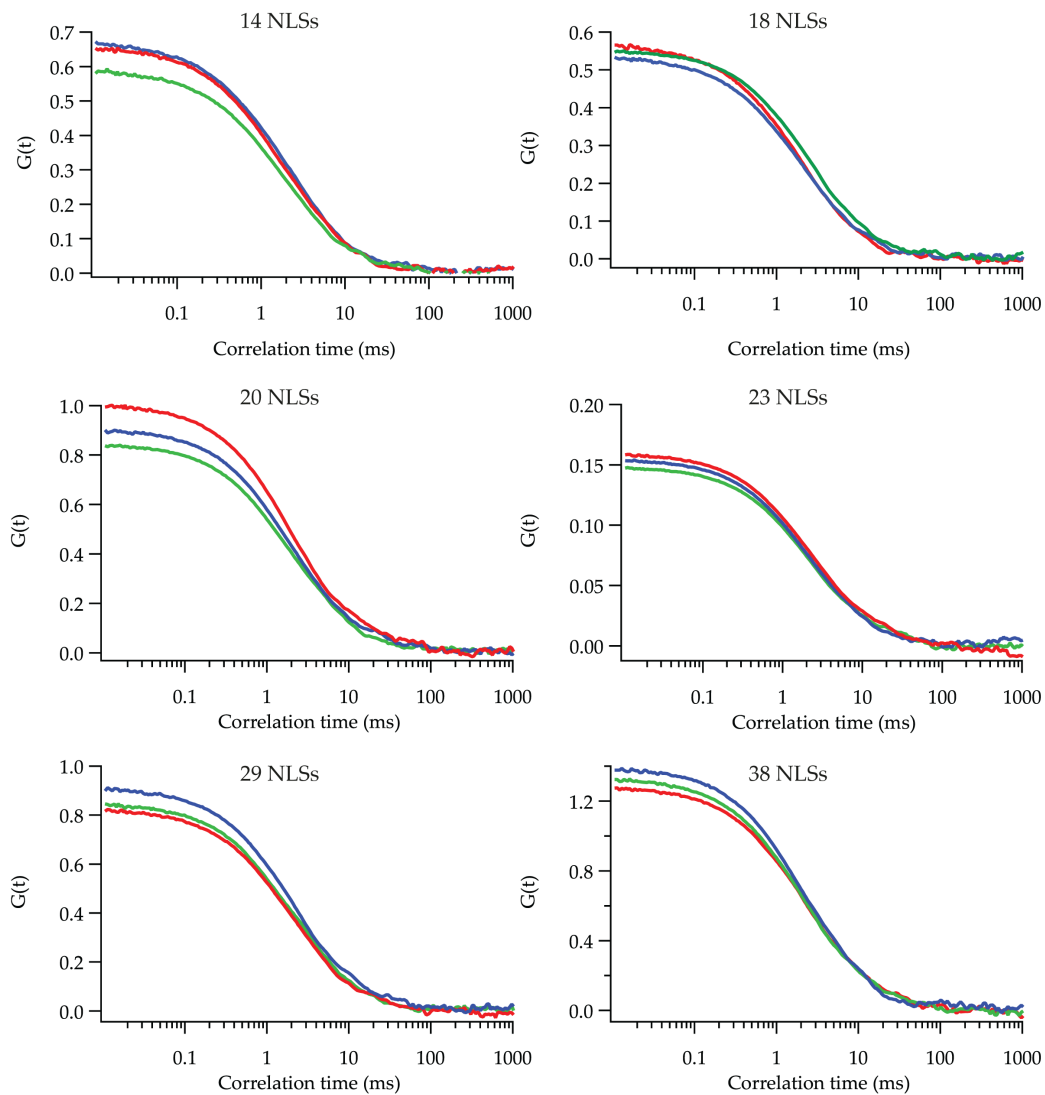 14 NLSs
0.7
0.6
0.5
0.4
0.3
0.2
0.1
0.0
G(t)
0.1 1 10 100 1000
Correlation time (ms)
18 NLSs
0.6
0.5
0.4
0.3
0.2
0.1
0.0
G(t)
0.1 1 10 100 1000
Correlation time (ms)
20 NLSs
1.0
0.8
0.6
0.4
0.2
0.0
G(t)
0.1 1 10 100 1000
Correlation time (ms)
23 NLSs
0.20
0.15
0.10
0.05
0.00
G(t)
0.1 1 10 100 1000
Correlation time (ms)
29 NLSs
1.0
0.8
0.6
0.4
0.2
0.0
G(t)
0.1 1 10 100 1000
Correlation time (ms)
38 NLSs
1.2
0.8
0.4
0.0
G(t)
0.1 1 10 100 1000
Correlation time (ms)